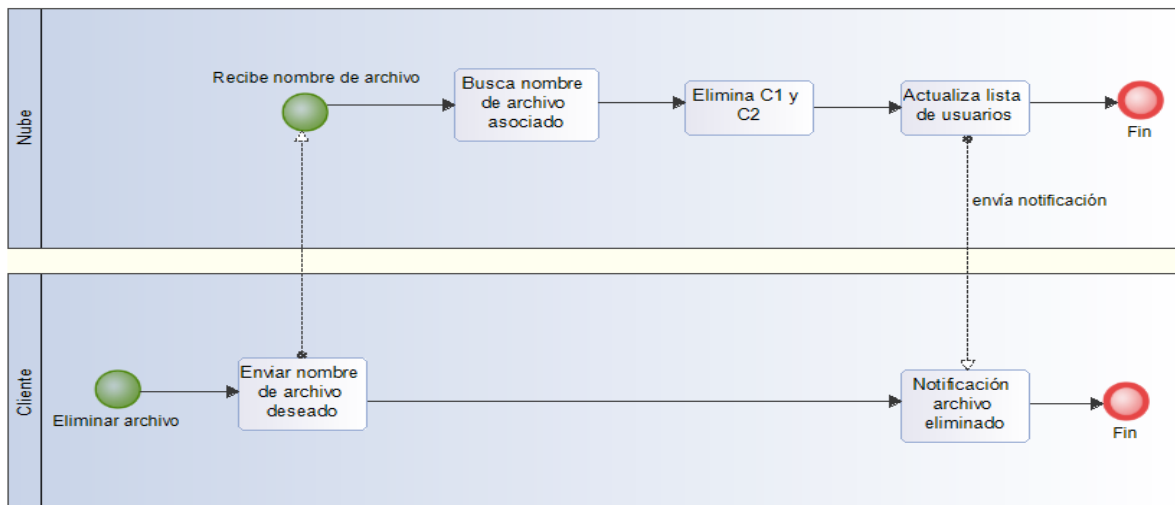 Nube
Recibe nombre de archivo
Busca nombre
de archivo
asociado
Elimina C1 y
C2
Actualiza lista
de usuarios
Fin
envía notificación
Cliente
Eliminar archivo
Enviar nombre
de archivo
deseado
Notificación
archivo
eliminado
Fin